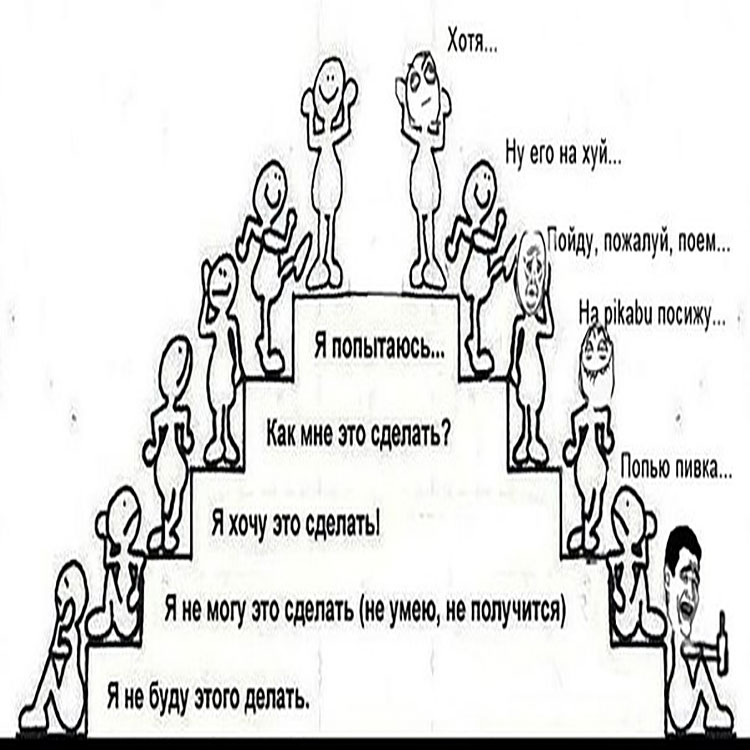 Хотя...
Ну его на хуй...
Пойду, пожалуй, поем...
На pikabu посижу...
Я попытаюсь...
Как мне это сделать?
Попью пивка...
Я хочу это сделать!
Я не могу это сделать (не умею, не получится)
Я не буду этого делать.